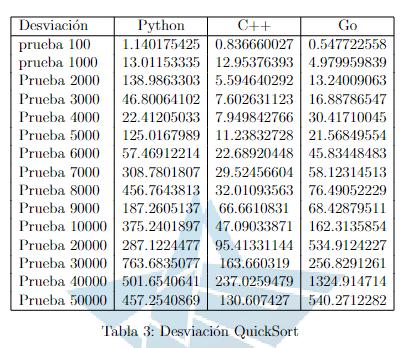 Desviación Python C++ Go
prueba 100 1.140175425 0.836660027 0.547722558
prueba 1000 13.01153335 12.95376393 4.979959839
Prueba 2000 138.9863303 5.594640292 13.24009063
Prueba 3000 46.80064102 7.602631123 16.88786547
Prueba 4000 22.41205033 7.949842766 30.41710045
Prueba 5000 125.0167989 11.23832728 21.56849554
Prueba 6000 57.46912214 22.68920448 45.83448483
Prueba 7000 308.7801807 29.52456604 58.12314513
Prueba 8000 456.7643813 32.01093563 76.49052229
Prueba 9000 187.2605137 66.6610831 68.42879511
Prueba 10000 375.2401897 47.09033871 162.3135854
Prueba 20000 287.1224477 95.41331144 534.9124227
Prueba 30000 763.6835077 163.660319 256.8291261
Prueba 40000 501.6540641 237.0259479 1324.914714
Prueba 50000 457.2540869 130.607427 540.2712282
Tabla 3: Desviación QuickSort